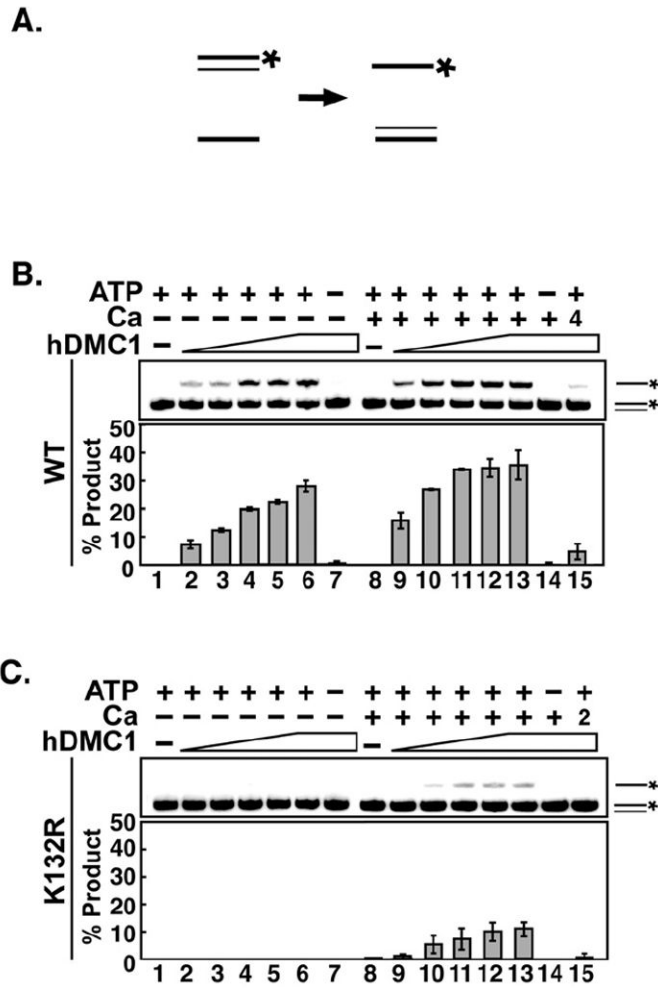 A.
*
*
B.
ATP + + + + + + − + + + + + + − +
Ca − − − − − − − + + + + + + + 4
hDMC1 − −
*
*
WT
% Product
50
40
30
20
10
0
1 2 3 4 5 6 7 8 9 10 11 12 13 14 15
C.
ATP + + + + + + − + + + + + + − +
Ca − − − − − − − + + + + + + + 2
hDMC1 − −
*
*
K132R
% Product
50
40
30
20
10
0
1 2 3 4 5 6 7 8 9 10 11 12 13 14 15